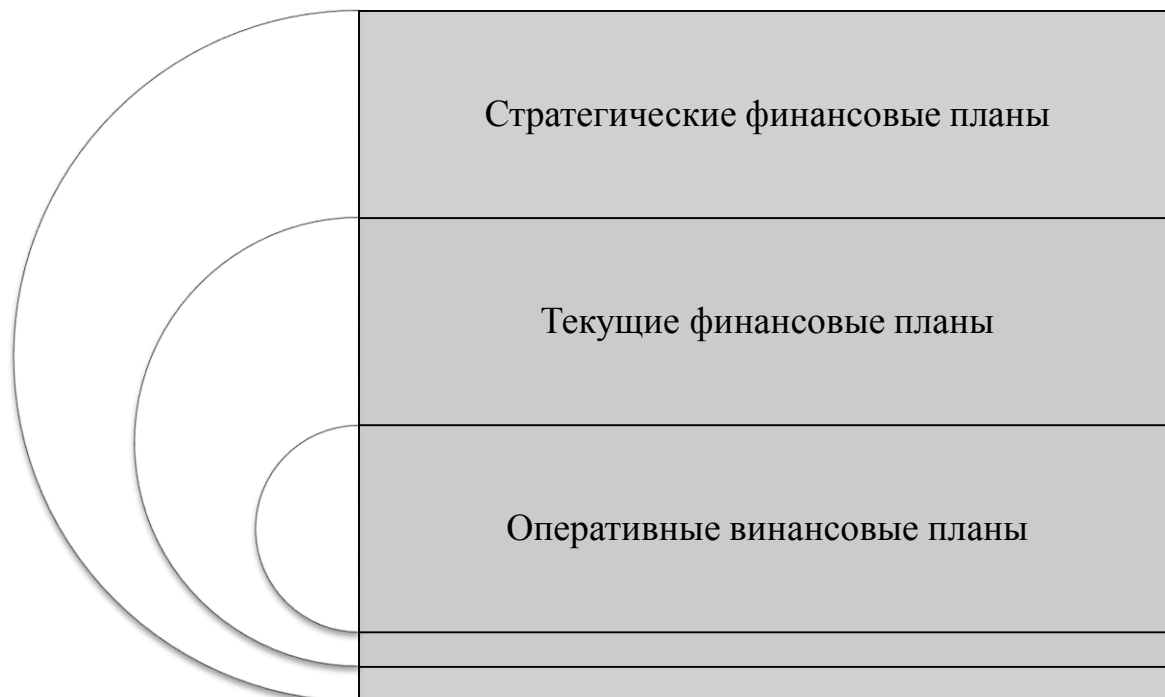 Стратегические финансовые планы
Текущие финансовые планы
Оперативные винансовые планы